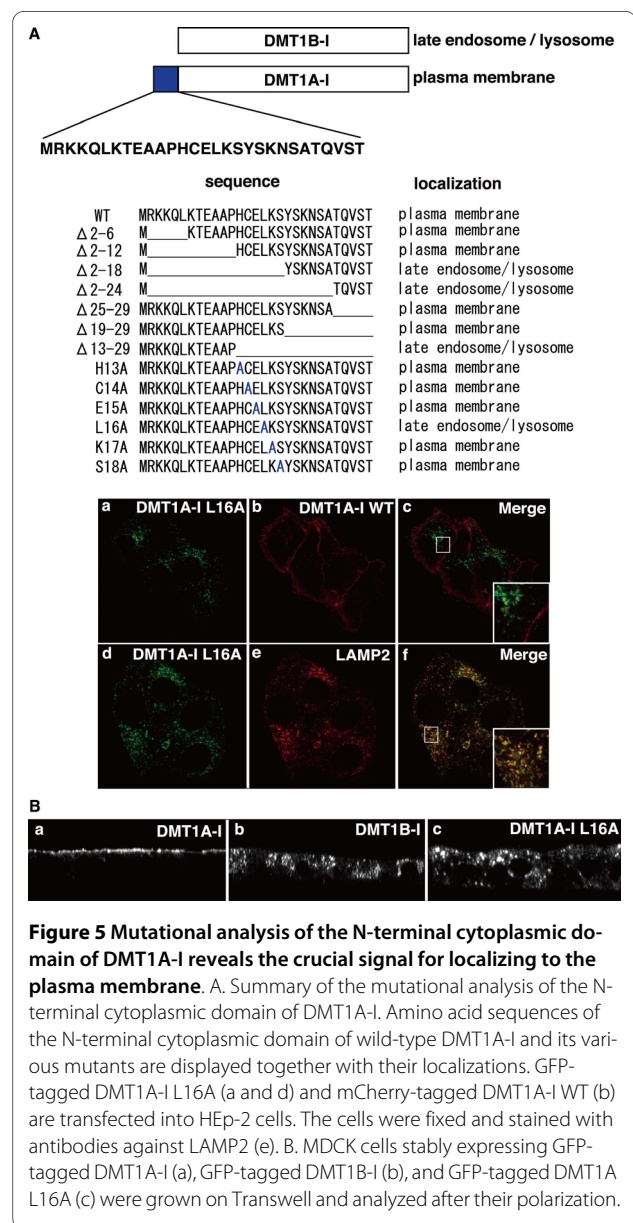 A
DMT1B-I late endosome / lysosome
DMT1A-I plasma membrane
MRKKQLKTEAAPHCELKSYSKNSATQVST
sequence localization
WT MRKKQLKTEAAPHCELKSYSKNSATQVST plasma membrane
Δ2-6 M_____KTEAAPHCELKSYSKNSATQVST plasma membrane
Δ2-12 M___________HCELKSYSKNSATQVST plasma membrane
Δ2-18 M_________________YSKNSATQVST late endosome/lysosome
Δ2-24 M_______________________TQVST late endosome/lysosome
Δ25-29 MRKKQLKTEAAPHCELKSYSKNSA_____ plasma membrane
Δ19-29 MRKKQLKTEAAPHCELKS___________ plasma membrane
Δ13-29 MRKKQLKTEAAP_________________ late endosome/lysosome
H13A MRKKQLKTEAAPACELKSYSKNSATQVST plasma membrane
C14A MRKKQLKTEAAPHAELKSYSKNSATQVST plasma membrane
E15A MRKKQLKTEAAPHCALKSYSKNSATQVST plasma membrane
L16A MRKKQLKTEAAPHCEAKSYSKNSATQVST late endosome/lysosome
K17A MRKKQLKTEAAPHCELASYSKNSATQVST plasma membrane
S18A MRKKQLKTEAAPHCELKAYSKNSATQVST plasma membrane
a DMT1A-I L16A b DMT1A-I WT c Merge
d DMT1A-I L16A e LAMP2 f Merge
B
a DMT1A-I b DMT1B-I c DMT1A-I L16A
Figure 5 Mutational analysis of the N-terminal cytoplasmic do-
main of DMT1A-I reveals the crucial signal for localizing to the
plasma membrane. A. Summary of the mutational analysis of the N-
terminal cytoplasmic domain of DMT1A-I. Amino acid sequences of
the N-terminal cytoplasmic domain of wild-type DMT1A-I and its vari-
ous mutants are displayed together with their localizations. GFP-
tagged DMT1A-I L16A (a and d) and mCherry-tagged DMT1A-I WT (b)
are transfected into HEp-2 cells. The cells were fixed and stained with
antibodies against LAMP2 (e). B. MDCK cells stably expressing GFP-
tagged DMT1A-I (a), GFP-tagged DMT1B-I (b), and GFP-tagged DMT1A
L16A (c) were grown on Transwell and analyzed after their polarization.